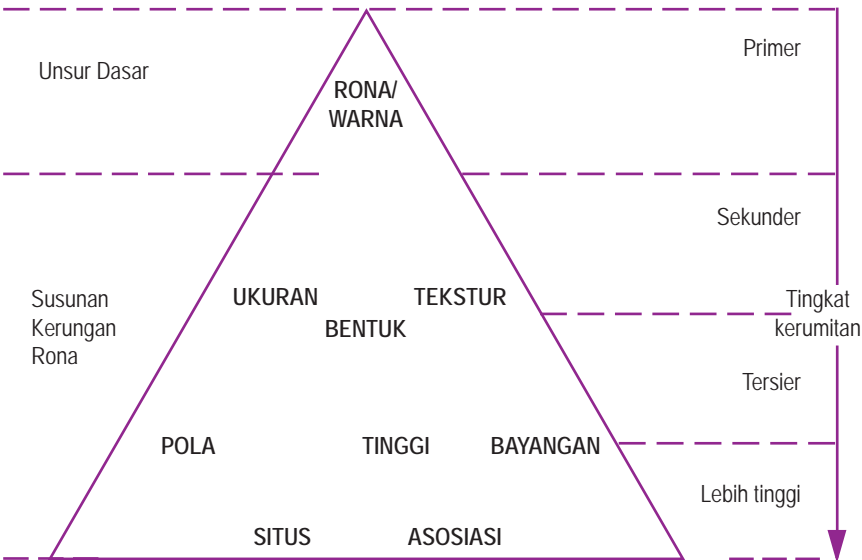 Primer
Unsur Dasar
RONA/
WARNA
Sekunder
Susunan
Kerungan
Rona
UKURAN
TEKSTUR
BENTUK
Tingkat
kerumitan
Tersier
POLA
TINGGI
BAYANGAN
Lebih tinggi
SITUS
ASOSIASI